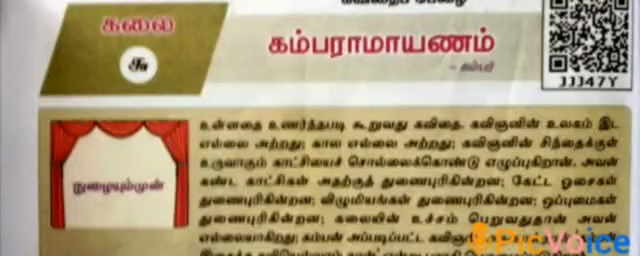 கவிதைப் பேழை
கலை
௬
கம்பராமாயணம்
– கம்பர்
JJJ47Y
நுழையும்முன்
உள்ளதை உணர்ந்தபடி கூறுவது கவிதை. கவிஞனின் உலகம் இட
எல்லை அற்றது; கால எல்லை அற்றது; கவிஞனின் சிந்தைக்குள்
உருவாகும் காட்சியைச் சொல்லைக்கொண்டு எழுப்புகிறான். அவன்
கண்ட காட்சிகள் அதற்குத் துணைபுரிகின்றன; கேட்ட ஓசைகள்
துணைபுரிகின்றன; விழுமியங்கள் துணைபுரிகின்றன; ஒப்புமைகள்
துணைபுரிகின்றன; கலையின் உச்சம் பெறுவதுதான் அவன்
எல்லையாகிறது; கம்பன் அப்படிப்பட்ட
PicVoice